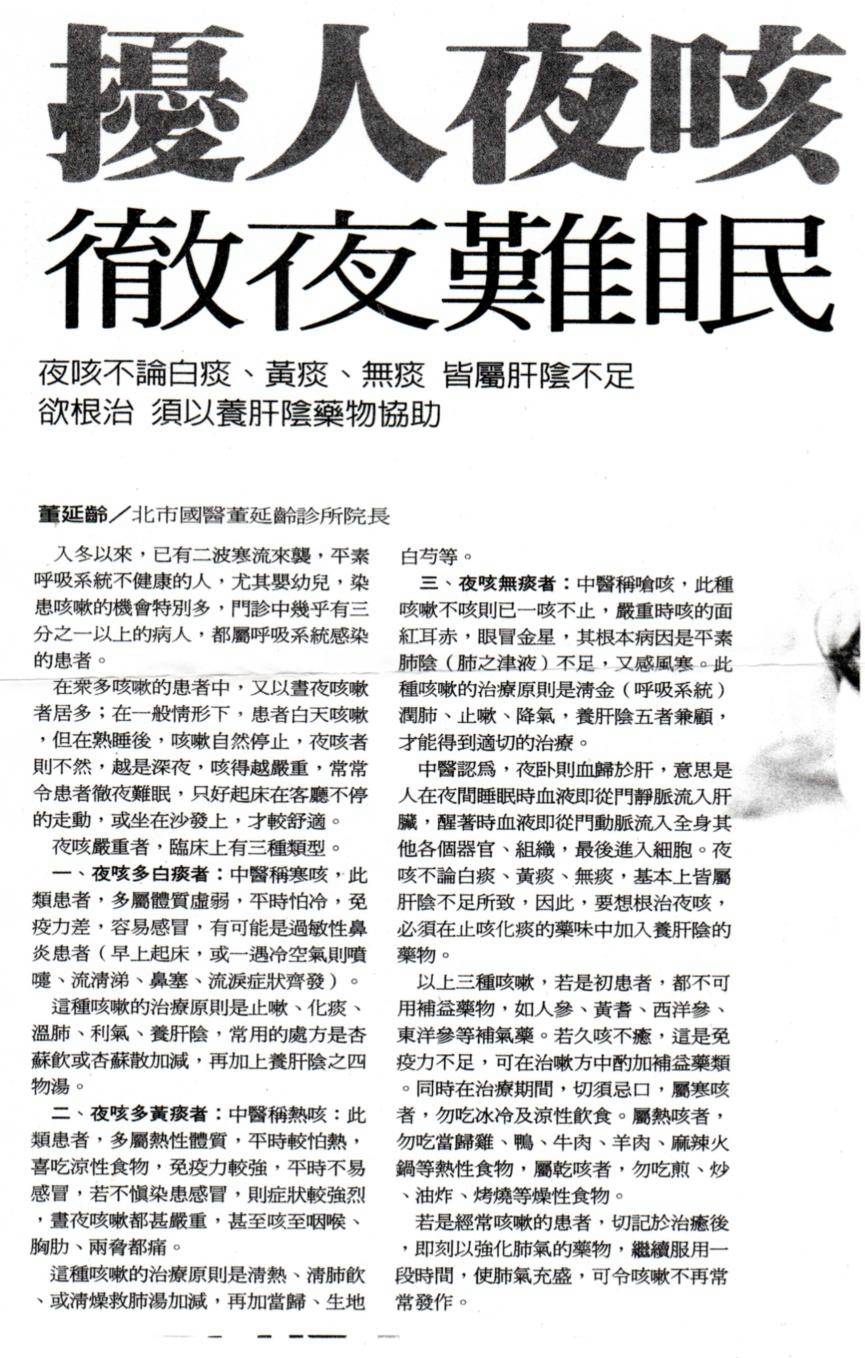 擾人夜咳
徹夜難眠
夜咳不論白痰、黃痰、無痰 皆屬肝陰不足
欲根治 須以養肝陰藥物協助
董延齡／北市國醫董延齡診所院長
入冬以來，已有二波寒流來襲，平素
呼吸系統不健康的人，尤其嬰幼兒，染
患咳嗽的機會特別多，門診中幾乎有三
分之一以上的病人，都屬呼吸系統感染
的患者。
在衆多咳嗽的患者中，又以晝夜咳嗽
者居多；在一般情形下，患者白天咳嗽
，但在熟睡後，咳嗽自然停止，夜咳者
則不然，越是深夜，咳得越嚴重，常常
令患者徹夜難眠，只好起床在客廳不停
的走動，或坐在沙發上，才較舒適。
夜咳嚴重者，臨床上有三種類型。
一、夜咳多白痰者：中醫稱寒咳，此
類患者，多屬體質虛弱，平時怕冷，免
疫力差，容易感冒，有可能是過敏性鼻
炎患者（早上起床，或一遇冷空氣則噴
嚏、流清涕、鼻塞、流淚症狀齊發）。
這種咳嗽的治療原則是止嗽、化痰、
溫肺、利氣、養肝陰，常用的處方是杏
蘇飲或杏蘇散加減，再加上養肝陰之四
物湯。
二、夜咳多黃痰者：中醫稱熱咳：此
類患者，多屬熱性體質，平時較怕熱，
喜吃涼性食物，免疫力較強，平時不易
感冒，若不愼染患感冒，則症狀較強烈
，晝夜咳嗽都甚嚴重，甚至咳至咽喉、
胸肋、兩脅都痛。
這種咳嗽的治療原則是清熱、清肺飲
、或清燥救肺湯加減，再加當歸、生地
白芍等。
三、夜咳無痰者：中醫稱嗆咳，此種
咳嗽不咳則已一咳不止，嚴重時咳的面
紅耳赤，眼冒金星，其根本病因是平素
肺陰（肺之津液）不足，又感風寒。此
種咳嗽的治療原則是清金（呼吸系統）
潤肺、止嗽、降氣，養肝陰五者兼顧，
才能得到適切的治療。
中醫認爲，夜卧則血歸於肝，意思是
人在夜間睡眠時血液即從門靜脈流入肝
臟，醒著時血液即從門動脈流入全身其
他各個器官、組織，最後進入細胞。夜
咳不論白痰、黃痰、無痰，基本上皆屬
肝陰不足所致，因此，要想根治夜咳，
必須在止咳化痰的藥味中加入養肝陰的
藥物。
以上三種咳嗽，若是初患者，都不可
用補益藥物，如人參、黃耆、西洋參、
東洋參等補氣藥。若久咳不癒，這是免
疫力不足，可在治嗽方中酌加補益藥類
。同時在治療期間，切須忌口，屬寒咳
者，勿吃冰冷及涼性飲食。屬熱咳者，
勿吃當歸雞、鴨、牛肉、羊肉、麻辣火
鍋等熱性食物，屬乾咳者，勿吃煎、炒
、油炸、烤燒等燥性食物。
若是經常咳嗽的患者，切記於治癒後
，即刻以強化肺氣的藥物，繼續服用一
段時間，使肺氣充盛，可令咳嗽不再常
常發作。